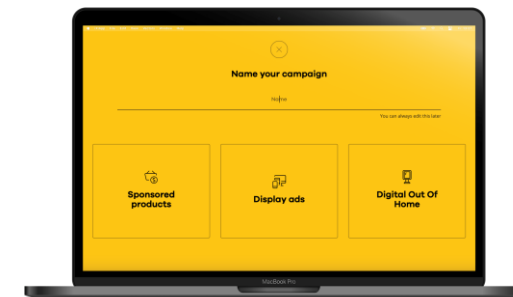 Name your campaign
Name
You can always edit this later
Sponsored
products
Display ads
Digital Out Of
Home
MacBook Pro